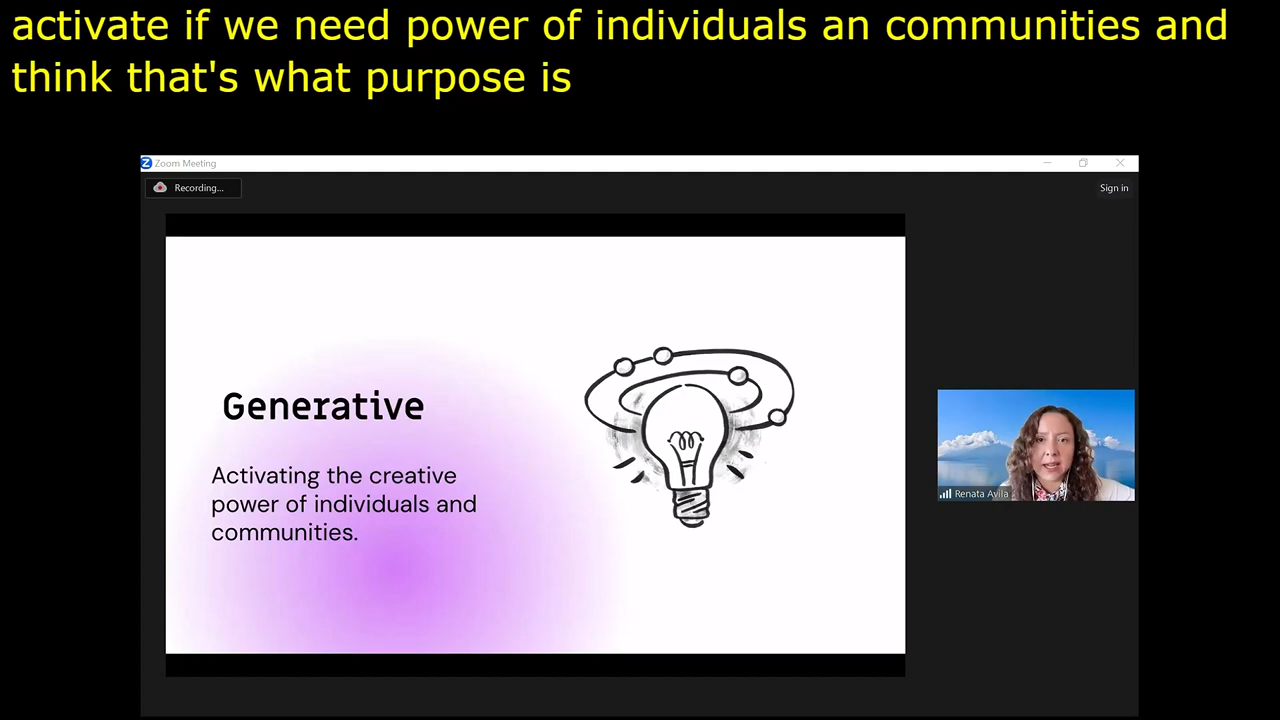 activate if we need power of individuals an communities and
think that's what purpose is
Zoom Meeting
Recording...
Sign in
Generative
Activating the creative
power of individuals and
communities.
Renata Avila